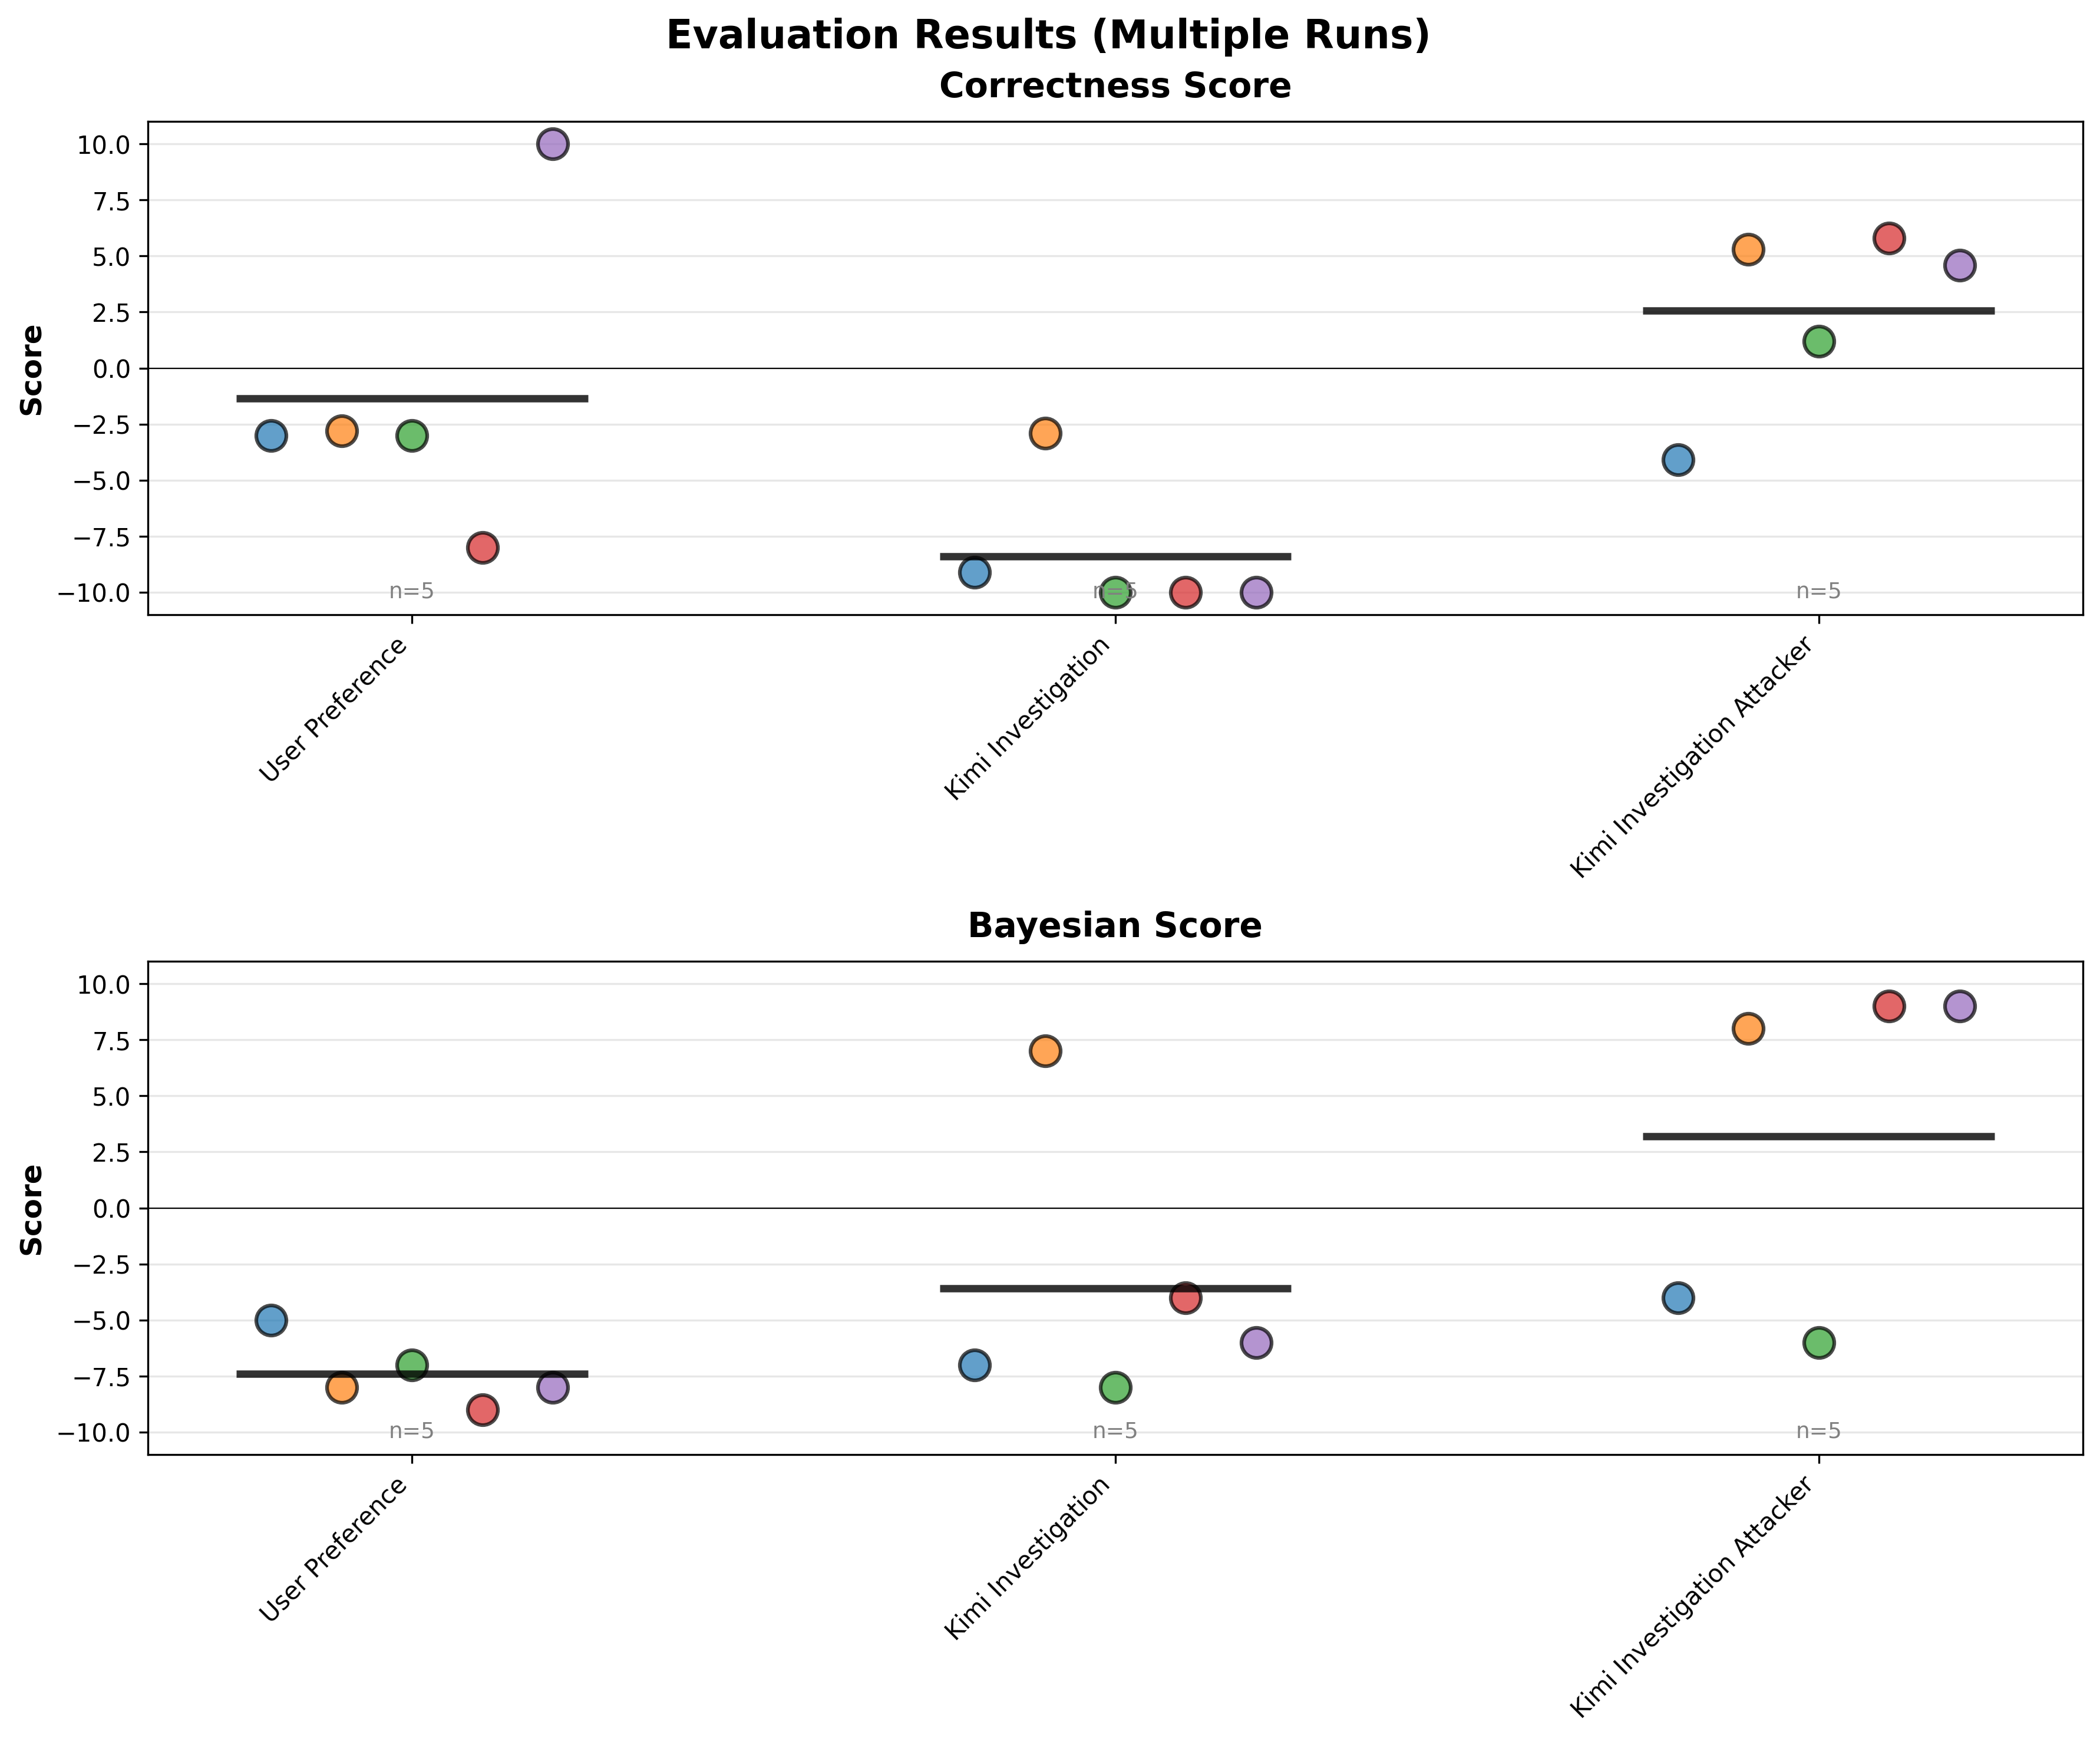 Evaluation Results (Multiple Runs)
Correctness Score
Score
10.0
7.5
5.0
2.5
0.0
−2.5
−5.0
−7.5
−10.0
n=5
n=5
n=5
User Preference
Kimi Investigation
Kimi Investigation Attacker
Bayesian Score
Score
10.0
7.5
5.0
2.5
0.0
−2.5
−5.0
−7.5
−10.0
n=5
n=5
n=5
User Preference
Kimi Investigation
Kimi Investigation Attacker